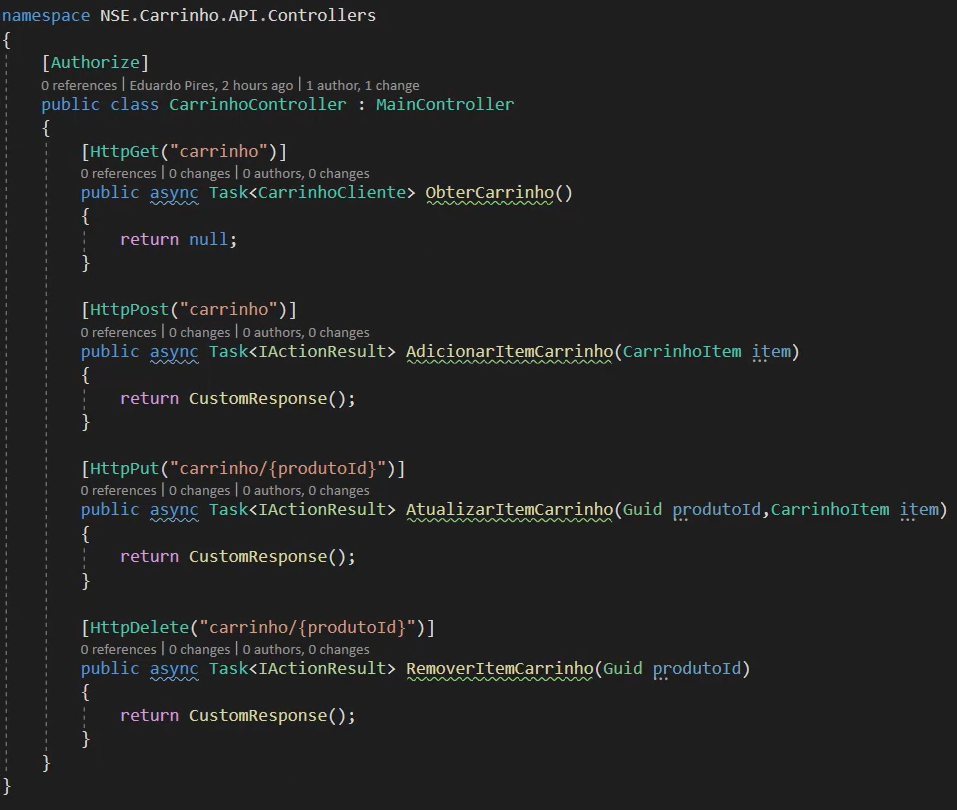 namespace NSE.Carrinho.API.Controllers
{
    [Authorize]
    0 references | Eduardo Pires, 2 hours ago | 1 author, 1 change
    public class CarrinhoController : MainController
    {
        [HttpGet("carrinho")]
        0 references | 0 changes | 0 authors, 0 changes
        public async Task<CarrinhoCliente> ObterCarrinho()
        {
            return null;
        }

        [HttpPost("carrinho")]
        0 references | 0 changes | 0 authors, 0 changes
        public async Task<IActionResult> AdicionarItemCarrinho(CarrinhoItem item)
        {
            return CustomResponse();
        }

        [HttpPut("carrinho/{produtoId}")]
        0 references | 0 changes | 0 authors, 0 changes
        public async Task<IActionResult> AtualizarItemCarrinho(Guid produtoId,CarrinhoItem item)
        {
            return CustomResponse();
        }

        [HttpDelete("carrinho/{produtoId}")]
        0 references | 0 changes | 0 authors, 0 changes
        public async Task<IActionResult> RemoverItemCarrinho(Guid produtoId)
        {
            return CustomResponse();
        }
    }
}